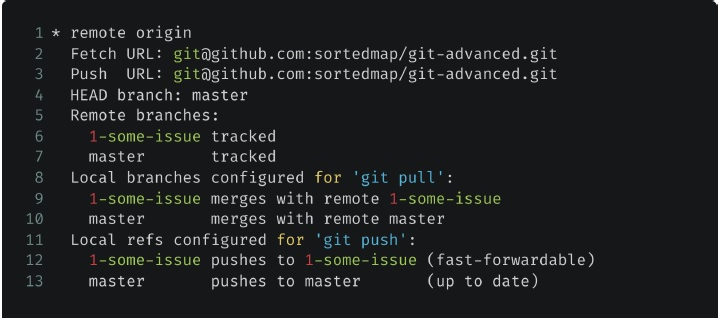 1 * remote origin
2   Fetch URL: git@github.com:sortedmap/git-advanced.git
3   Push  URL: git@github.com:sortedmap/git-advanced.git
4   HEAD branch: master
5   Remote branches:
6     1-some-issue tracked
7     master       tracked
8   Local branches configured for 'git pull':
9     1-some-issue merges with remote 1-some-issue
10     master       merges with remote master
11   Local refs configured for 'git push':
12     1-some-issue pushes to 1-some-issue (fast-forwardable)
13     master       pushes to master       (up to date)